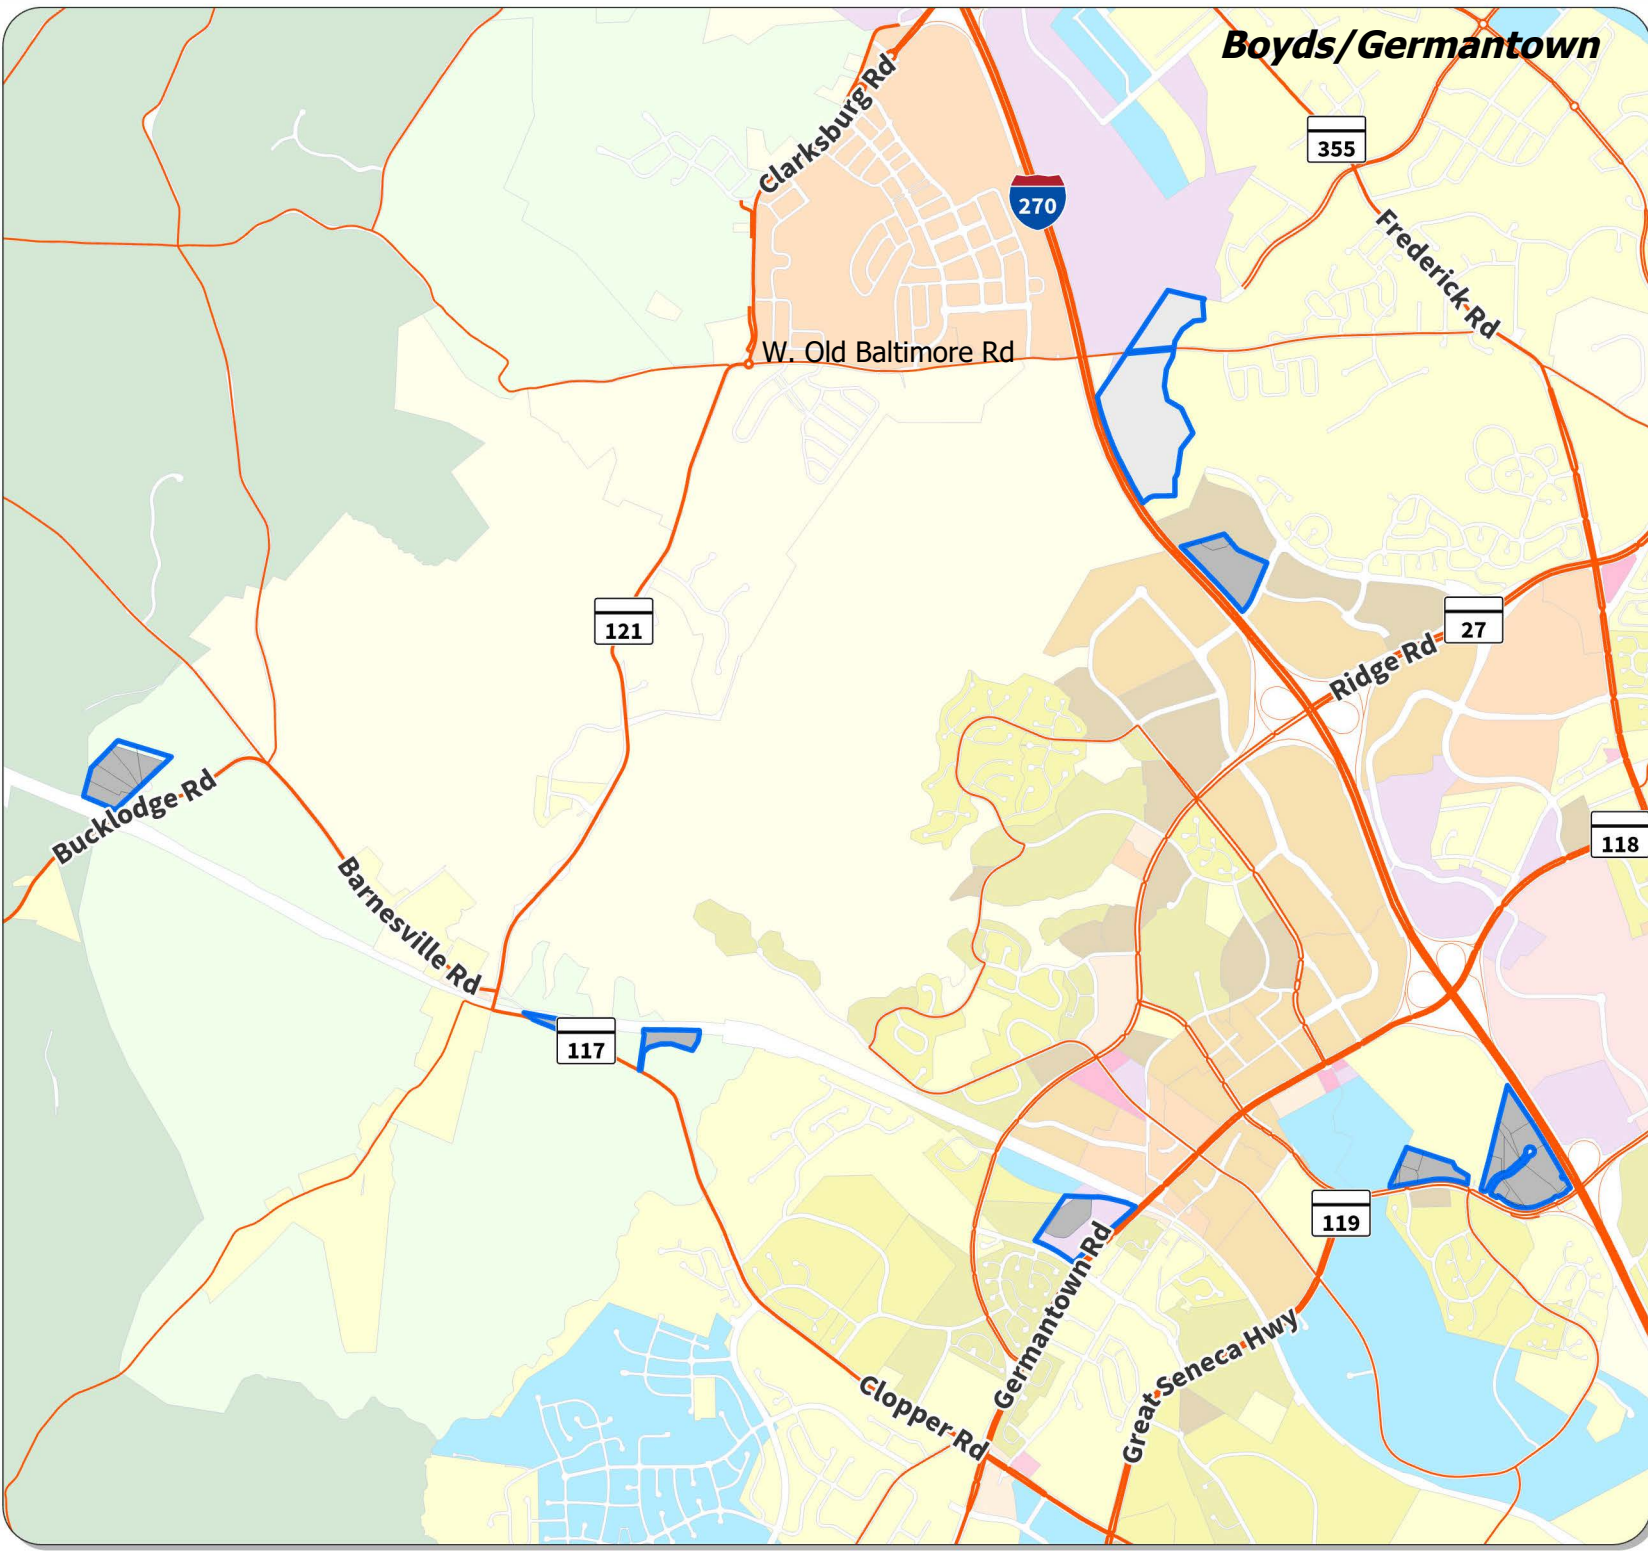 Boyds/Germantown
Clarksburg Rd
355
270
Frederick Rd
W. Old Baltimore Rd
121
27
Ridge Rd
Bucklodge Rd
118
Barnesville Rd
117
119
Germantown Rd
Great Seneca Hwy
Clopper Rd